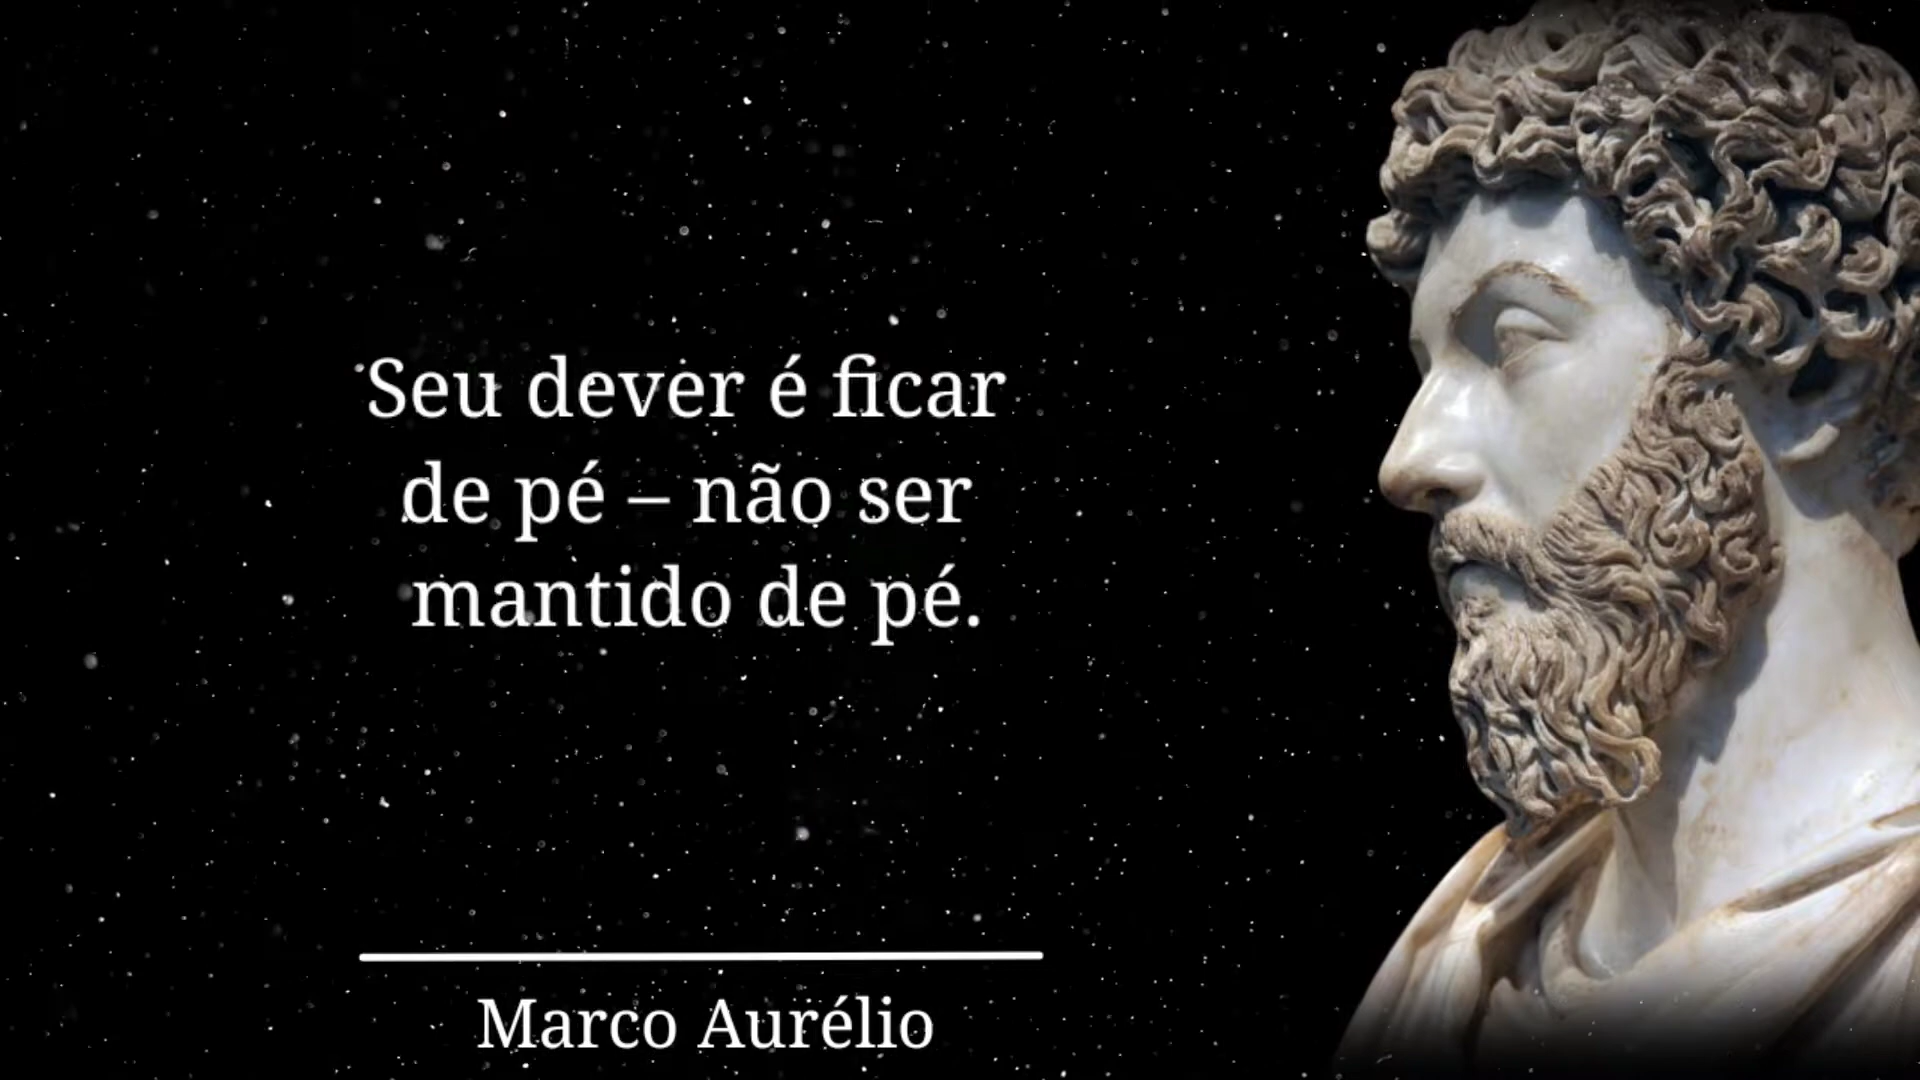 Seu dever é ficar
de pé – não ser
mantido de pé.
Marco Aurélio